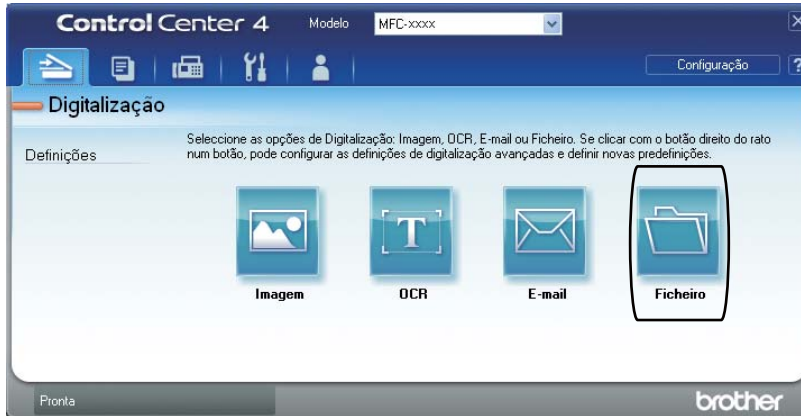 Control Center 4 Modelo MFC-xxxx
Configuração ?
Digitalização
Definições
Seleccione as opções de Digitalização: Imagem, OCR, E-mail ou Ficheiro. Se clicar com o botão direito do rato
num botão, pode configurar as definições de digitalização avançadas e definir novas predefinições.
T
Imagem OCR E-mail Ficheiro
Pronta brother